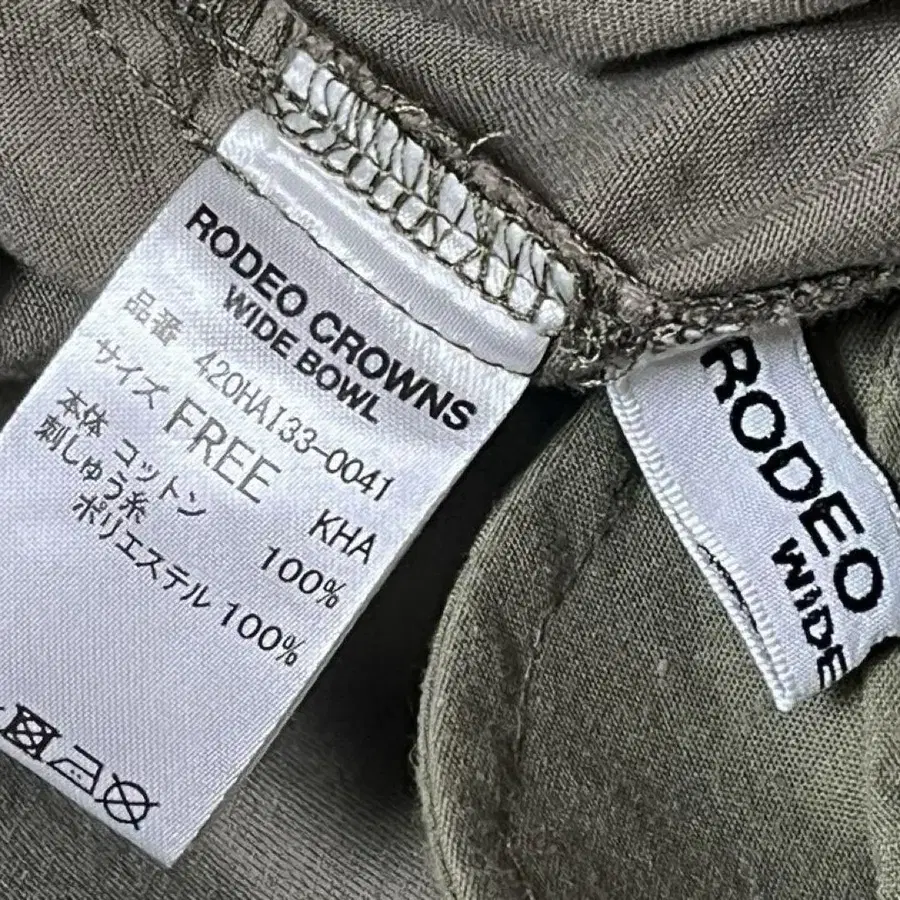 RODEO CROWNS
WIDE BOWL
品番 420HAI33-0041
サイズ FREE KHA
本体 コットン 100%
刺しゅう糸
ポリエステル 100%
RODEO
WIDE